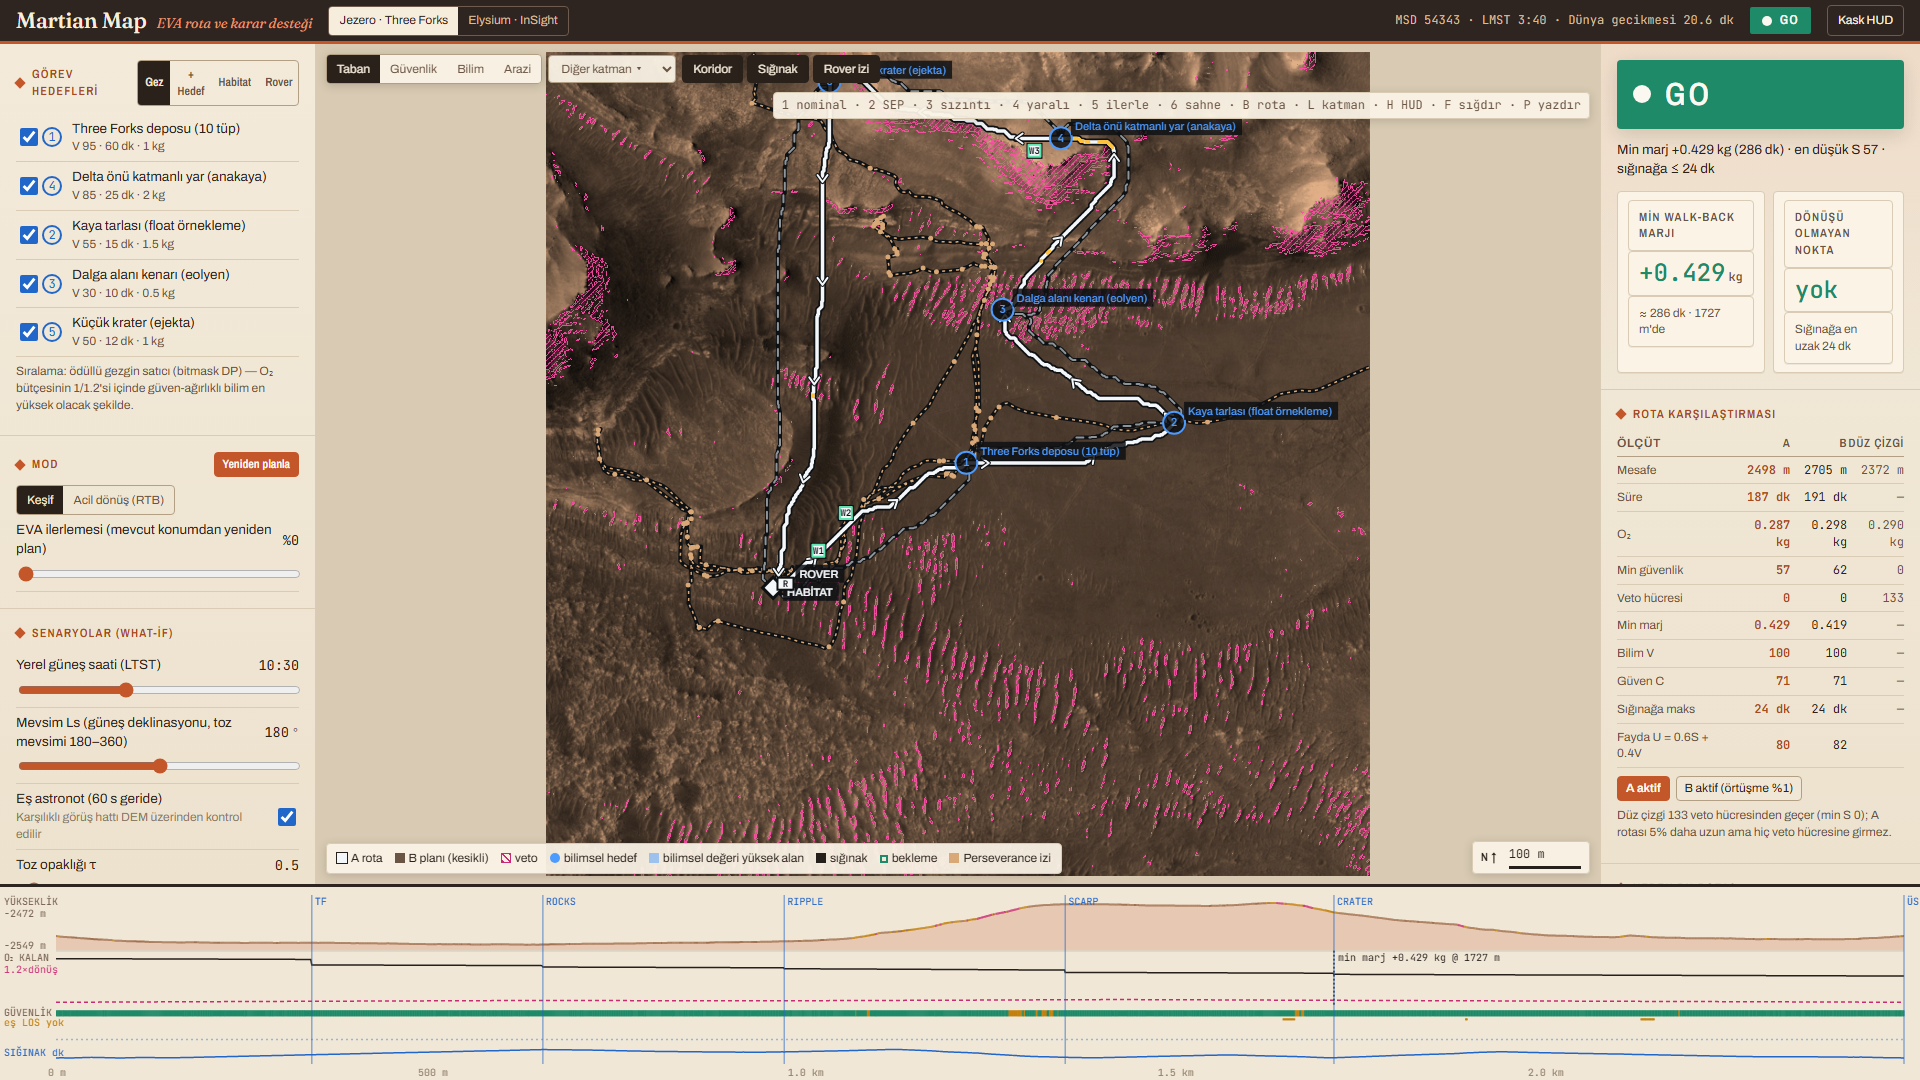 Martian Map EVA rota ve karar desteği
Jezero · Three Forks
Elysium · InSight
MSD 54343 · LMST 3:40 · Dünya gecikmesi 20.6 dk
GO
Kask HUD
GÖREV HEDEFLERİ
Gez
+ Hedef
Habitat
Rover
1 Three Forks deposu (10 tüp)
V 95 · 60 dk · 1 kg
4 Delta önü katmanlı yar (anakaya)
V 85 · 25 dk · 2 kg
2 Kaya tarlası (float örnekleme)
V 55 · 15 dk · 1.5 kg
3 Dalga alanı kenarı (eolyen)
V 30 · 10 dk · 0.5 kg
5 Küçük krater (ejekta)
V 50 · 12 dk · 1 kg
Sıralama: ödüllü gezgin satıcı (bitmask DP) — O₂
bütçesinin 1/1.2'si içinde güven-ağırlıklı bilim en
yüksek olacak şekilde.
MOD
Yeniden planla
Keşif
Acil dönüş (RTB)
EVA ilerlemesi (mevcut konumdan yeniden
plan)
%0
SENARYOLAR (WHAT-İF)
Yerel güneş saati (LTST)
10:30
Mevsim Ls (güneş deklinasyonu, toz
mevsimi 180–360)
180 °
Eş astronot (60 s geride)
Karşılıklı görüş hattı DEM üzerinden kontrol
edilir
Toz opaklığı τ
0.5
Taban
Güvenlik
Bilim
Arazi
Diğer katman
Koridor
Sığınak
Rover izi
krater (ejekta)
1 nominal · 2 SEP · 3 sızıntı · 4 yaralı · 5 ilerle · 6 sahne · B rota · L katman · H HUD · F sığdır · P yazdır
4 Delta önü katmanlı yar (anakaya)
W3
3 Dalga alanı kenarı (eolyen)
2 Kaya tarlası (float örnekleme)
1 Three Forks deposu (10 tüp)
W2
W1
R ROVER
HABİTAT
A rota
B planı (kesikli)
veto
bilimsel hedef
bilimsel değeri yüksek alan
sığınak
bekleme
Perseverance izi
N↑ 100 m
GO
Min marj +0.429 kg (286 dk) · en düşük S 57 ·
sığınağa ≤ 24 dk
MİN WALK-BACK
MARJI
+0.429 kg
≈ 286 dk · 1727
m'de
DÖNÜŞÜ
OLMAYAN
NOKTA
yok
Sığınağa en
uzak 24 dk
ROTA KARŞILAŞTIRMASI
ÖLÇÜT A B DÜZ ÇİZGİ
Mesafe 2498 m 2705 m 2372 m
Süre 187 dk 191 dk —
O₂ 0.287 kg 0.298 kg 0.290 kg
Min güvenlik 57 62 0
Veto hücresi 0 0 133
Min marj 0.429 0.419 —
Bilim V 100 100 —
Güven C 71 71 —
Sığınağa maks 24 dk 24 dk —
Fayda U = 0.6S +
0.4V 80 82
A aktif
B aktif (örtüşme %1)
Düz çizgi 133 veto hücresinden geçer (min S 0); A
rotası 5% daha uzun ama hiç veto hücresine girmez.
YÜKSEKLİK
-2472 m
-2549 m
TF
ROCKS
RIPPLE
SCARP
CRATER
ÜS
O₂ KALAN
1.2×dönüş
min marj +0.429 kg @ 1727 m
GÜVENLİK
eş LOS yok
SIĞINAK dk
0 m
500 m
1.0 km
1.5 km
2.0 km